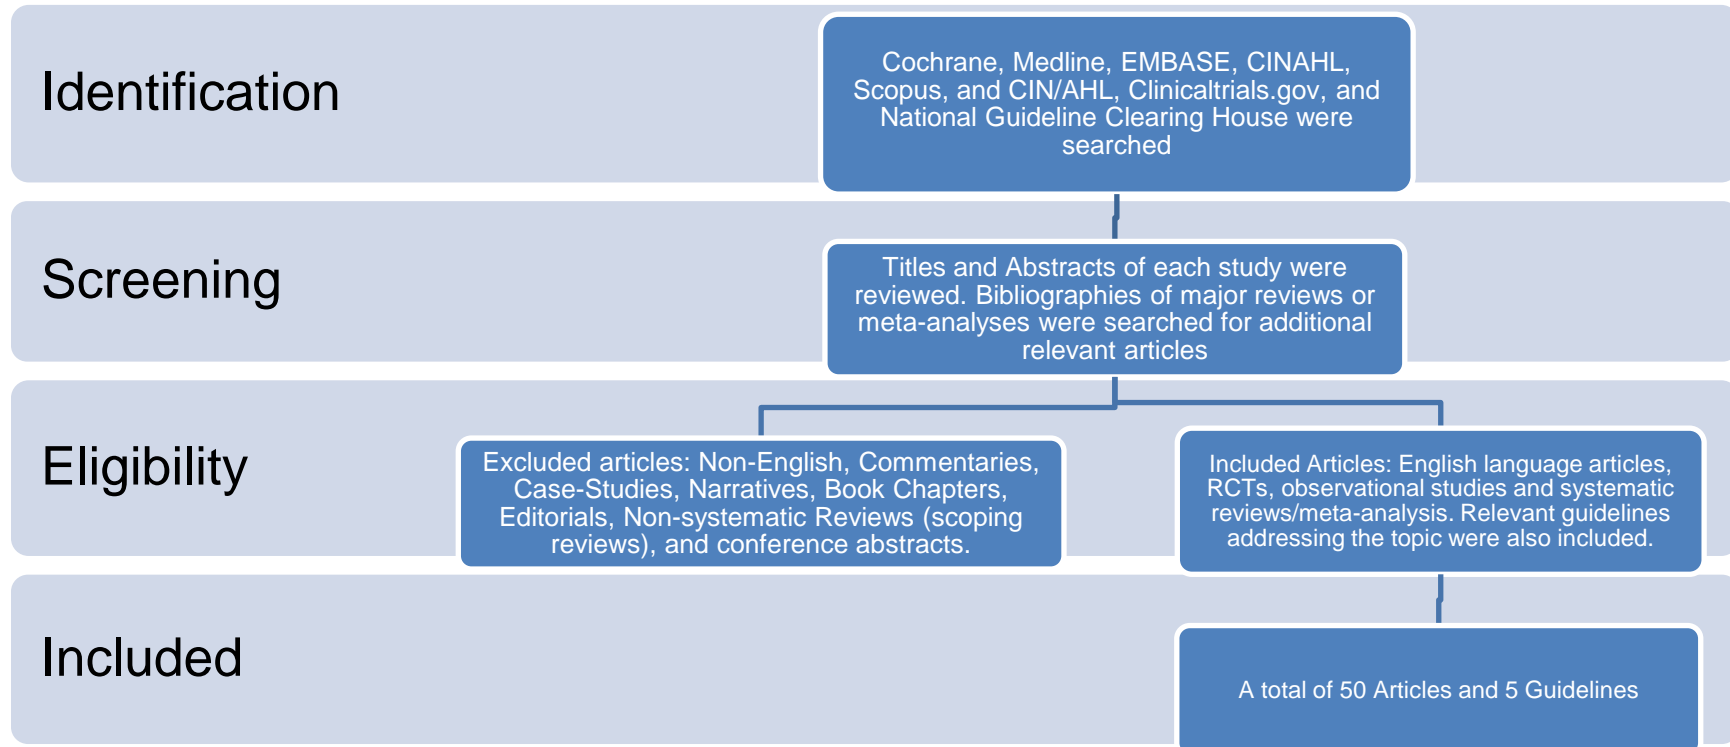 Identification
Cochrane, Medline, EMBASE, CINAHL,
Scopus, and CIN/AHL, Clinicaltrials.gov, and
National Guideline Clearing House were
searched
Screening
Titles and Abstracts of each study were
reviewed. Bibliographies of major reviews or
meta-analyses were searched for additional
relevant articles
Eligibility
Excluded articles: Non-English, Commentaries,
Case-Studies, Narratives, Book Chapters,
Editorials, Non-systematic Reviews (scoping
reviews), and conference abstracts.
Included Articles: English language articles,
RCTs, observational studies and systematic
reviews/meta-analysis. Relevant guidelines
addressing the topic were also included.
Included
A total of 50 Articles and 5 Guidelines